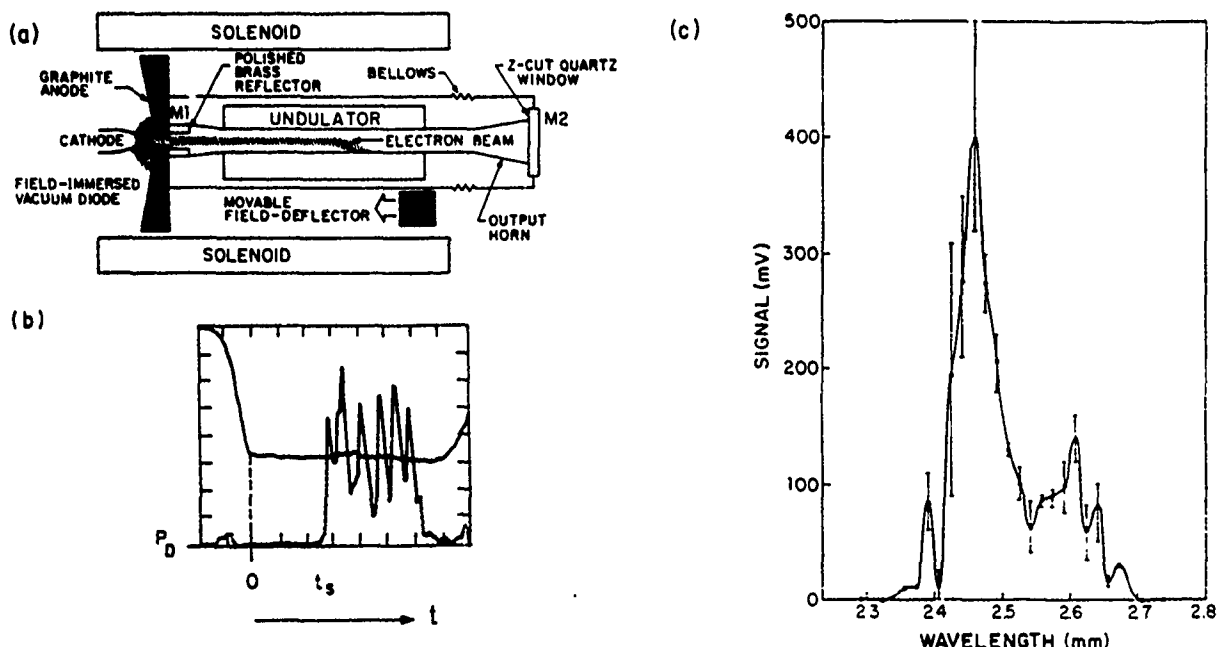 (a)
SOLENOID
GRAPHITE
ANODE
POLISHED
BRASS
REFLECTOR
BELLOWS
Z-CUT QUARTZ
WINDOW
M1
UNDULATOR
M2
CATHODE
ELECTRON BEAM
FIELD-IMMERSED
VACUUM DIODE
MOVABLE
FIELD-DEFLECTOR
OUTPUT
HORN
SOLENOID
(b)
PD
0
ts
t
(c)
500
400
300
200
100
0
SIGNAL (mV)
2.3
2.4
2.5
2.6
2.7
2.8
WAVELENGTH (mm)